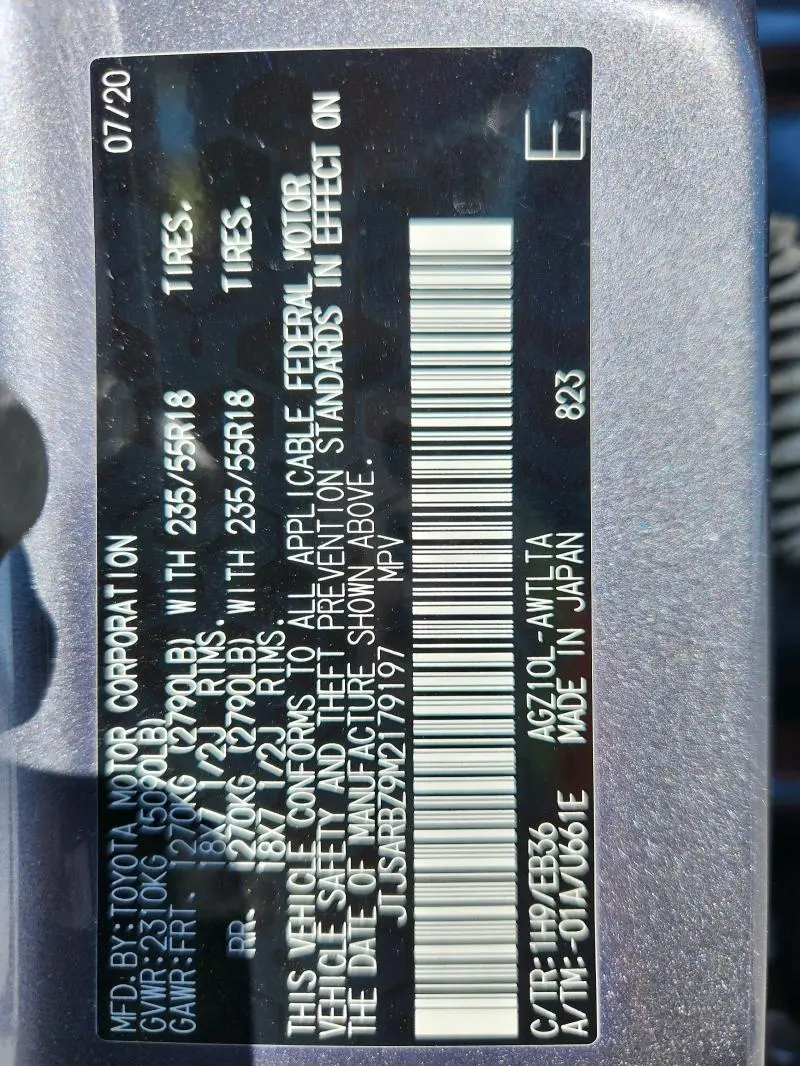 MFD.BY:TOYOTA MOTOR CORPORATION 07/20
GVWR:2310KG (5090LB)
GAWR:FRT. 1270KG (2790LB) WITH 235/55R18 TIRES.
18X7 1/2J RIMS.
RR. 1270KG (2790LB) WITH 235/55R18 TIRES.
18X7 1/2J RIMS.
THIS VEHICLE CONFORMS TO ALL APPLICABLE FEDERAL MOTOR
VEHICLE SAFETY AND THEFT PREVENTION STANDARDS IN EFFECT ON
THE DATE OF MANUFACTURE SHOWN ABOVE.
JTJSARBZ9M2179197 MPV
C/TR:1H9/EB36 AGZ10L-AWTLTA 823 E
A/TM:-01A/U661E MADE IN JAPAN